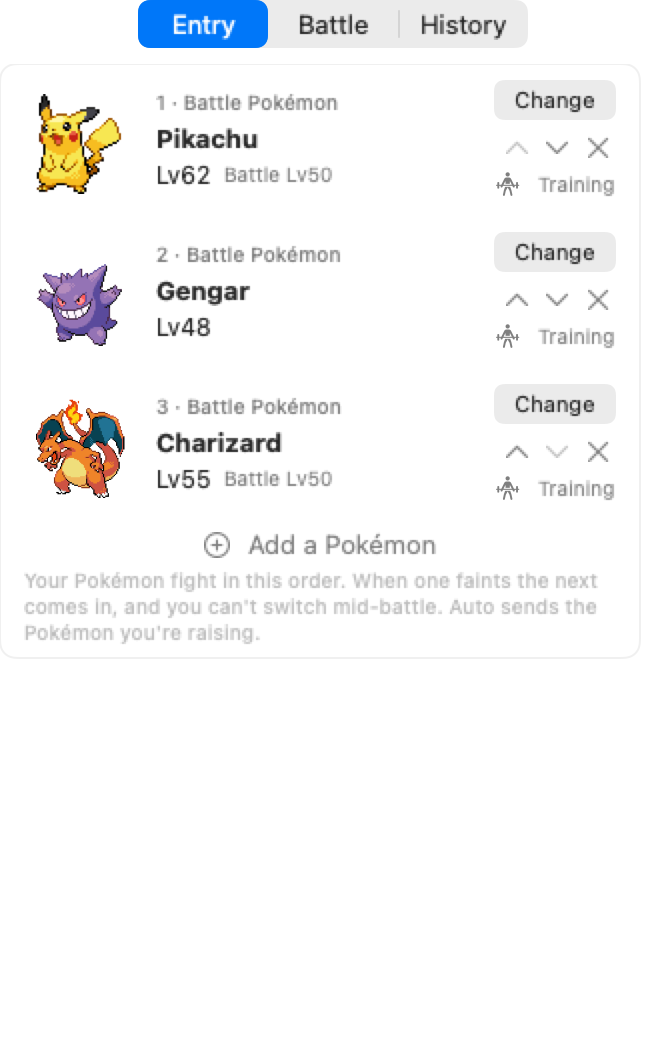 Entry Battle History
1 · Battle Pokémon
Change
Pikachu
Lv62 Battle Lv50
Training
2 · Battle Pokémon
Change
Gengar
Lv48
Training
3 · Battle Pokémon
Change
Charizard
Lv55 Battle Lv50
Training
Add a Pokémon
Your Pokémon fight in this order. When one faints the next
comes in, and you can't switch mid-battle. Auto sends the
Pokémon you're raising.